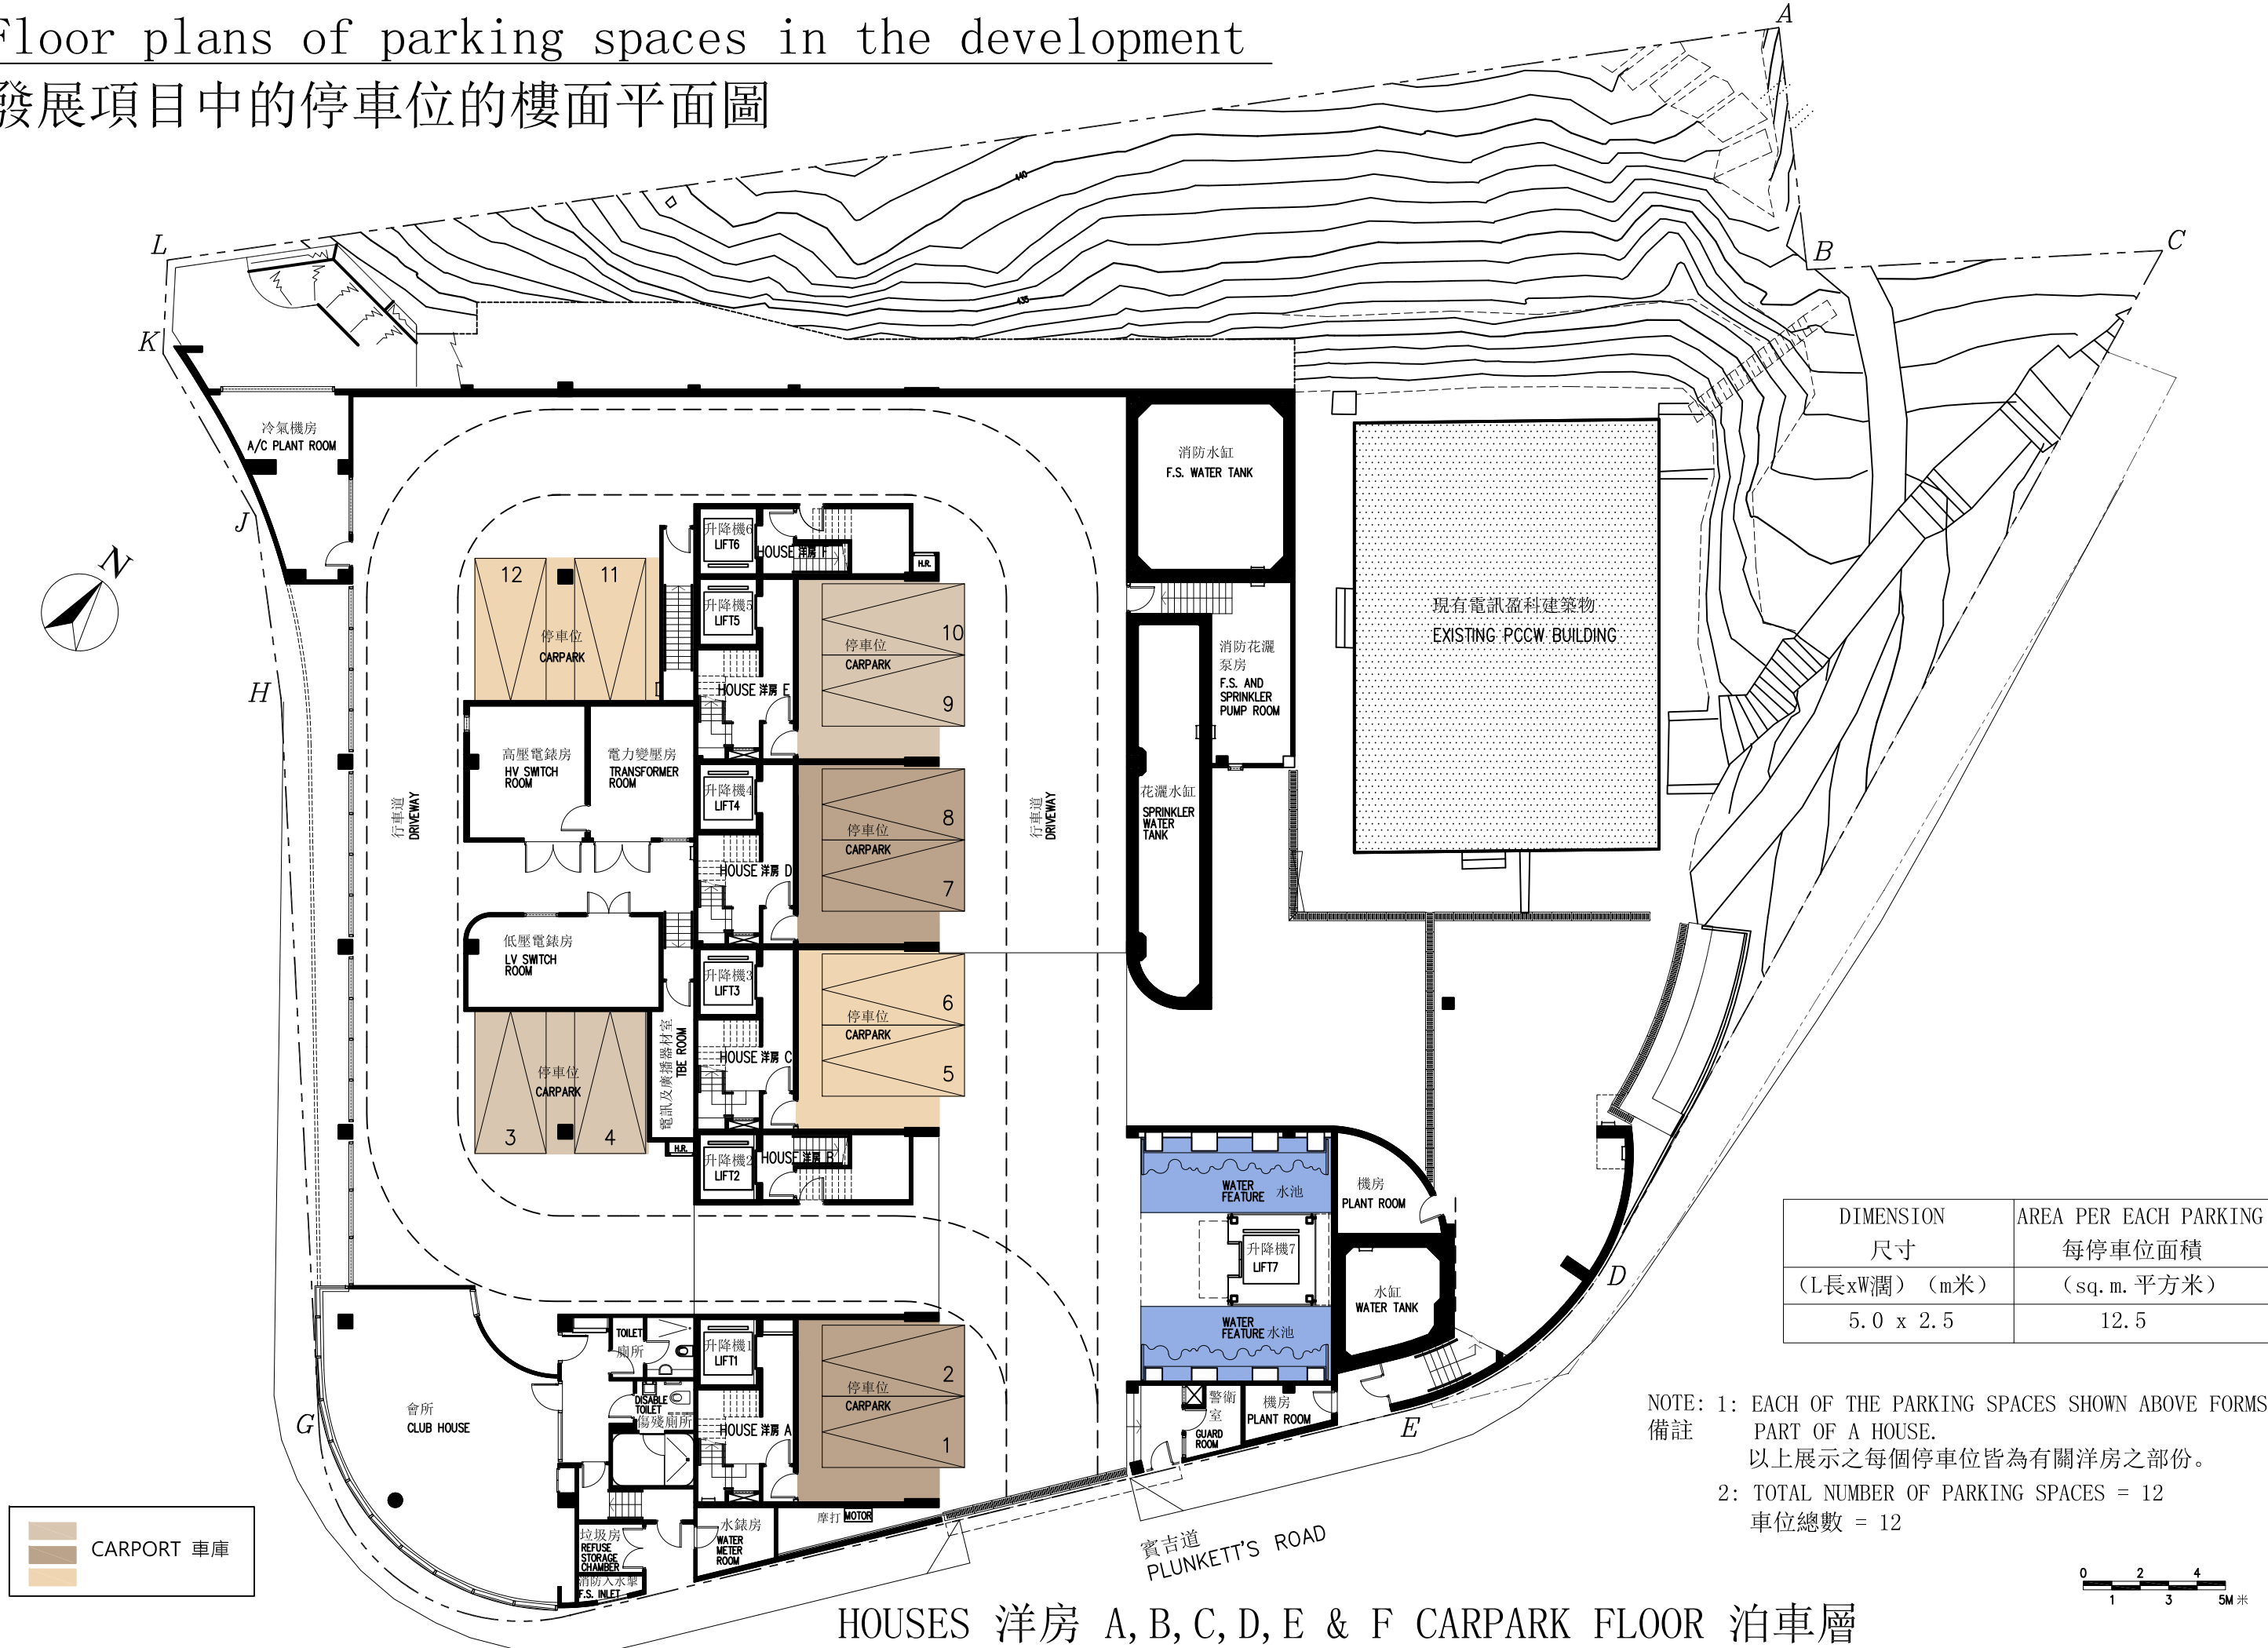 Floor plans of parking spaces in the development
發展項目中的停車位的樓面平面圖
A
B
C
L
K
J
H
G
D
E
N
440
435
冷氣機房
A/C PLANT ROOM
消防水缸
F.S. WATER TANK
升降機6
LIFT6
HOUSE 洋房 F
H.R.
12
11
停車位
CARPARK
升降機5
LIFT5
HOUSE 洋房 E
10
停車位
CARPARK
9
消防花灑
泵房
F.S. AND
SPRINKLER
PUMP ROOM
現有電訊盈科建築物
EXISTING PCCW BUILDING
高壓電錶房
HV SWITCH
ROOM
電力變壓房
TRANSFORMER
ROOM
行車道
DRIVEWAY
升降機4
LIFT4
HOUSE 洋房 D
8
停車位
CARPARK
7
行車道
DRIVEWAY
花灑水缸
SPRINKLER
WATER
TANK
低壓電錶房
LV SWITCH
ROOM
升降機3
LIFT3
HOUSE 洋房 C
6
停車位
CARPARK
5
停車位
CARPARK
3
4
電訊及廣播器材室
TBE ROOM
H.R.
升降機2
LIFT2
HOUSE 洋房 B
WATER
FEATURE 水池
機房
PLANT ROOM
升降機7
LIFT7
水缸
WATER TANK
WATER
FEATURE 水池
TOILET
廁所
DISABLE
TOILET
傷殘廁所
升降機1
LIFT1
HOUSE 洋房 A
2
停車位
CARPARK
1
會所
CLUB HOUSE
警衛
室
GUARD
ROOM
機房
PLANT ROOM
垃圾房
REFUSE
STORAGE
CHAMBER
消防入水掣
F.S. INLET
水錶房
WATER
METER
ROOM
摩打 MOTOR
賓吉道
PLUNKETT'S ROAD
DIMENSION
尺寸
(L長xW濶) (m米)
5.0 x 2.5
AREA PER EACH PARKING
每停車位面積
(sq.m.平方米)
12.5
NOTE: 1: EACH OF THE PARKING SPACES SHOWN ABOVE FORMS
備註 PART OF A HOUSE.
以上展示之每個停車位皆為有關洋房之部份。
2: TOTAL NUMBER OF PARKING SPACES = 12
車位總數 = 12
CARPORT 車庫
0 2 4
1 3 5M 米
HOUSES 洋房 A,B,C,D,E & F CARPARK FLOOR 泊車層